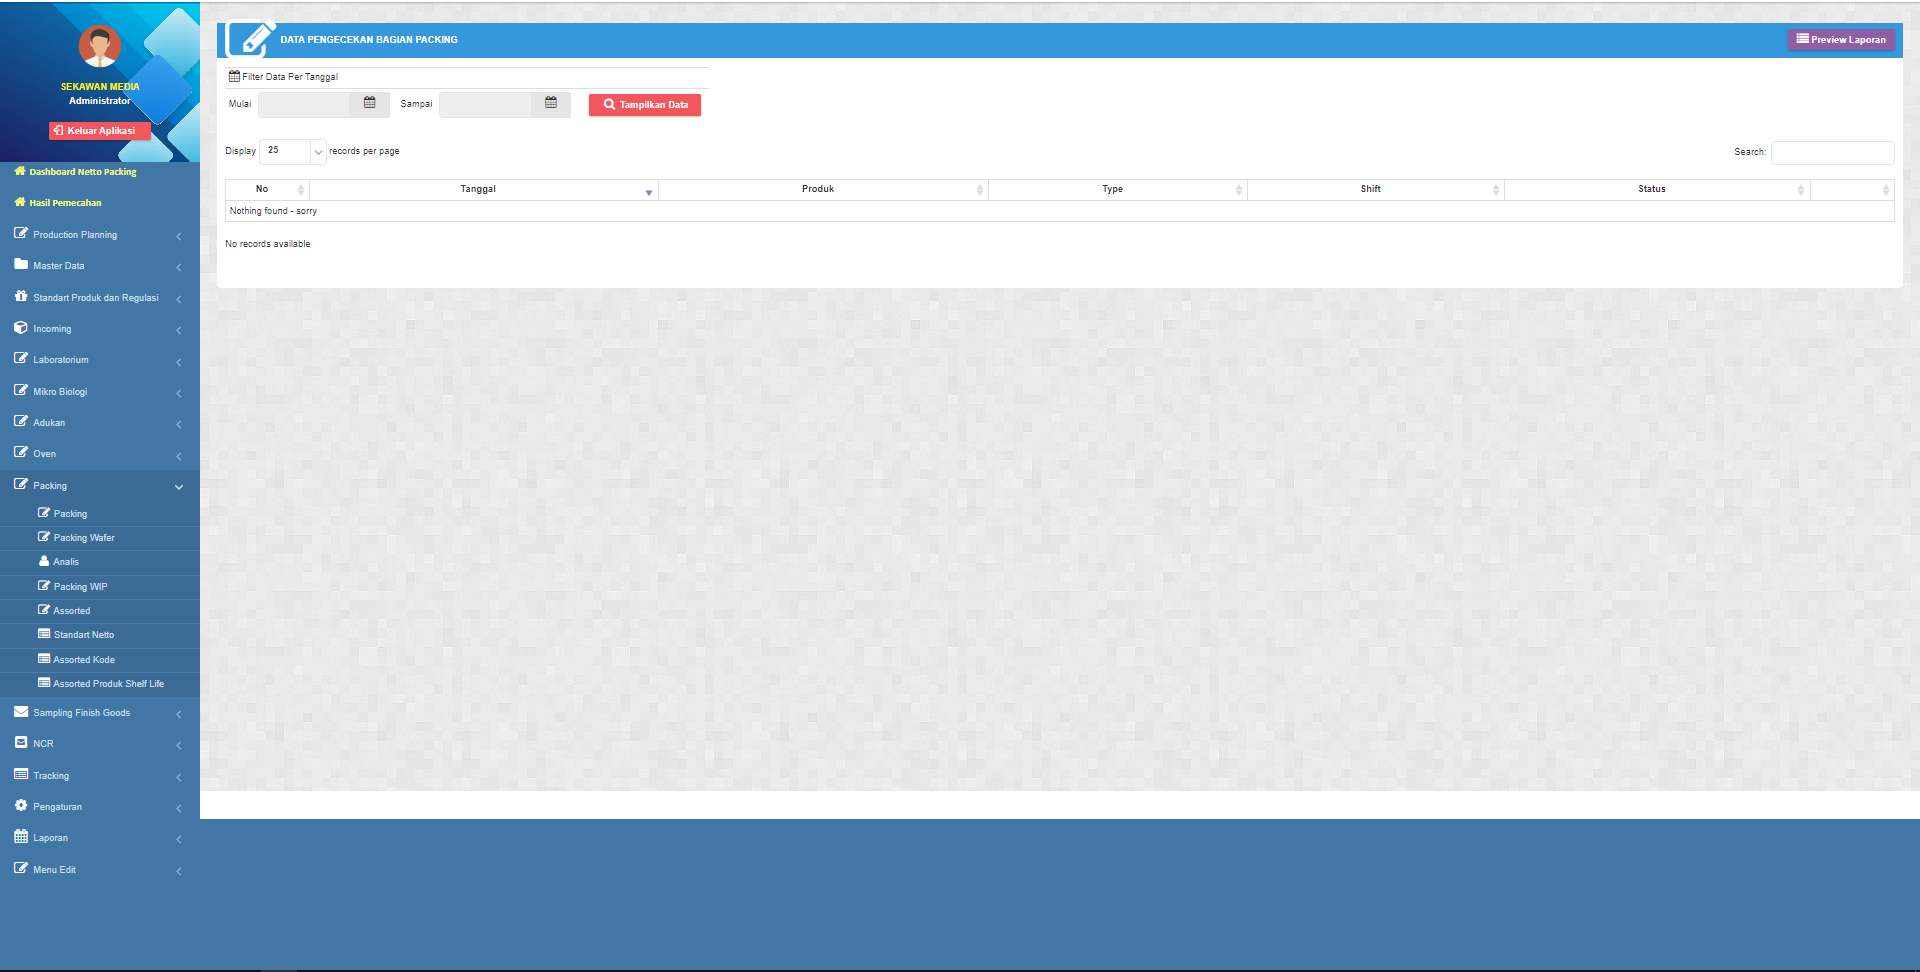 SEKAWAN MEDIA
Administrator
Keluar Aplikasi
Dashboard Netto Packing
Hasil Pemecahan
Production Planning
Master Data
Standart Produk dan Regulasi
Incoming
Laboratorium
Mikro Biologi
Adukan
Oven
Packing
Packing
Packing Wafer
Analis
Packing WIP
Assorted
Standart Netto
Assorted Kode
Assorted Produk Shelf Life
Sampling Finish Goods
NCR
Tracking
Pengaturan
Laporan
Menu Edit
DATA PENGECEKAN BAGIAN PACKING
Preview Laporan
Filter Data Per Tanggal
Mulai Sampai Tampilkan Data
Display 25 records per page
Search:
No Tanggal Produk Type Shift Status
Nothing found - sorry
No records available